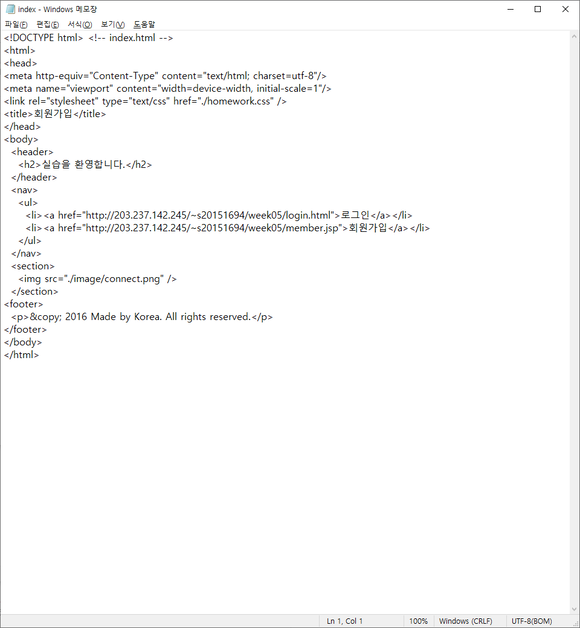 index - Windows 메모장
파일(F) 편집(E) 서식(O) 보기(V) 도움말
<!DOCTYPE html> <!-- index.html -->
<html>
<head>
<meta http-equiv="Content-Type" content="text/html; charset=utf-8"/>
<meta name="viewport" content="width=device-width, initial-scale=1"/>
<link rel="stylesheet" type="text/css" href="./homework.css" />
<title>회원가입</title>
</head>
<body>
<header>
<h2>실습을 환영합니다.</h2>
</header>
<nav>
<ul>
<li><a href="http://203.237.142.245/~s20151694/week05/login.html">로그인</a></li>
<li><a href="http://203.237.142.245/~s20151694/week05/member.jsp">회원가입</a></li>
</ul>
</nav>
<section>
<img src="./image/connect.png" />
</section>
<footer>
<p>&copy; 2016 Made by Korea. All rights reserved.</p>
</footer>
</body>
</html>
Ln 1, Col 1 100% Windows (CRLF) UTF-8(BOM)